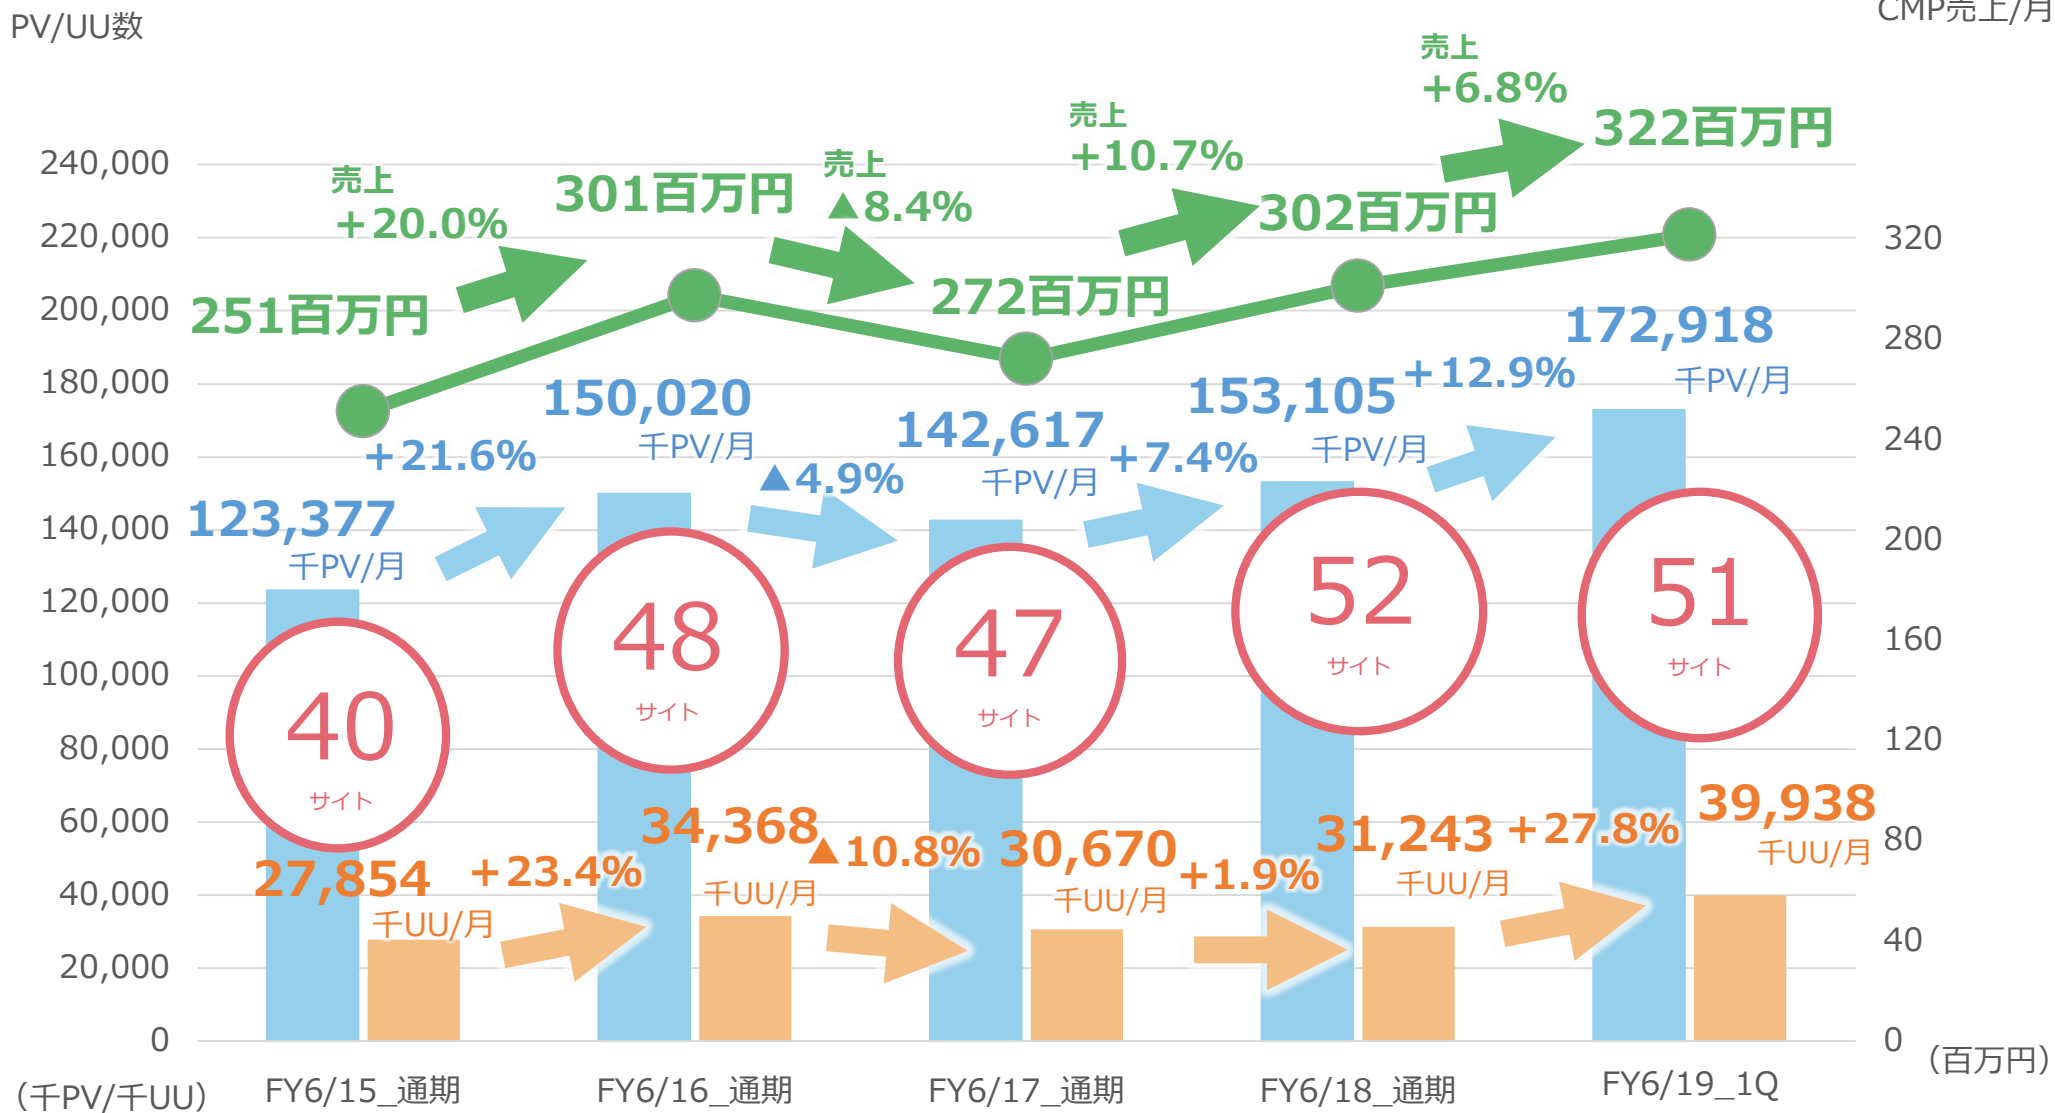 PV/UU数
CMP売上/月
売上
+6.8%
322百万円
売上
+10.7%
302百万円
売上
▲8.4%
272百万円
売上
+20.0%
301百万円
251百万円
240,000
220,000
200,000
180,000
160,000
140,000
120,000
100,000
80,000
60,000
40,000
20,000
0
320
280
240
200
160
120
80
40
0
123,377
千PV/月
+21.6%
150,020
千PV/月
▲4.9%
142,617
千PV/月
+7.4%
153,105
千PV/月
+12.9%
172,918
千PV/月
40
サイト
48
サイト
47
サイト
52
サイト
51
サイト
27,854
千UU/月
+23.4%
34,368
千UU/月
▲10.8%
30,670
千UU/月
+1.9%
31,243
千UU/月
+27.8%
39,938
千UU/月
(千PV/千UU)
FY6/15_通期
FY6/16_通期
FY6/17_通期
FY6/18_通期
FY6/19_1Q
(百万円)